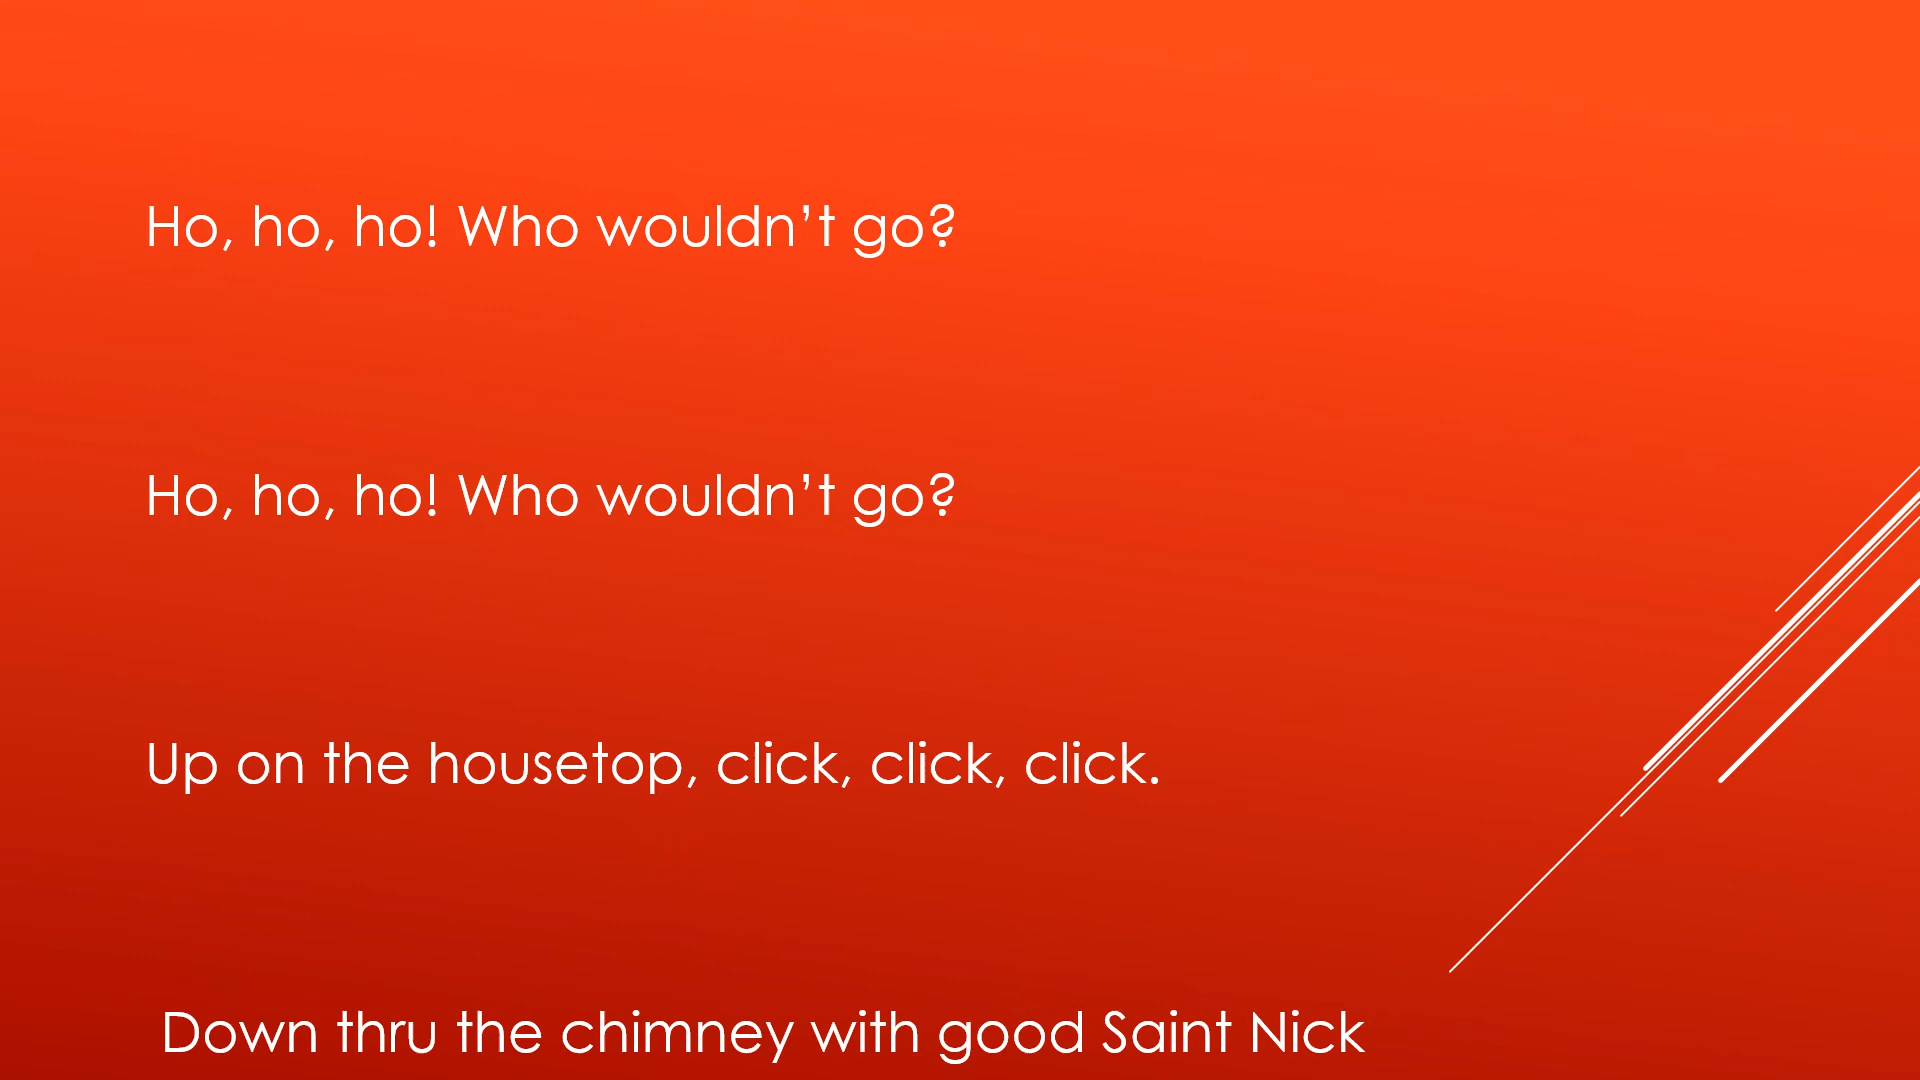 Ho, ho, ho! Who wouldn’t go?
Ho, ho, ho! Who wouldn’t go?
Up on the housetop, click, click, click.
Down thru the chimney with good Saint Nick